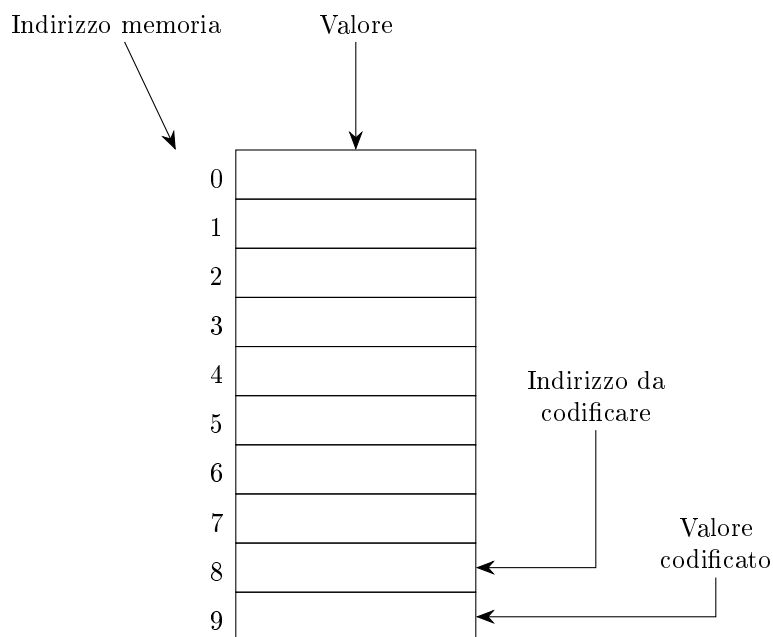 Indirizzo memoria
Valore
0
1
2
3
4
5
6
7
8
9
Indirizzo da
codificare
Valore
codificato